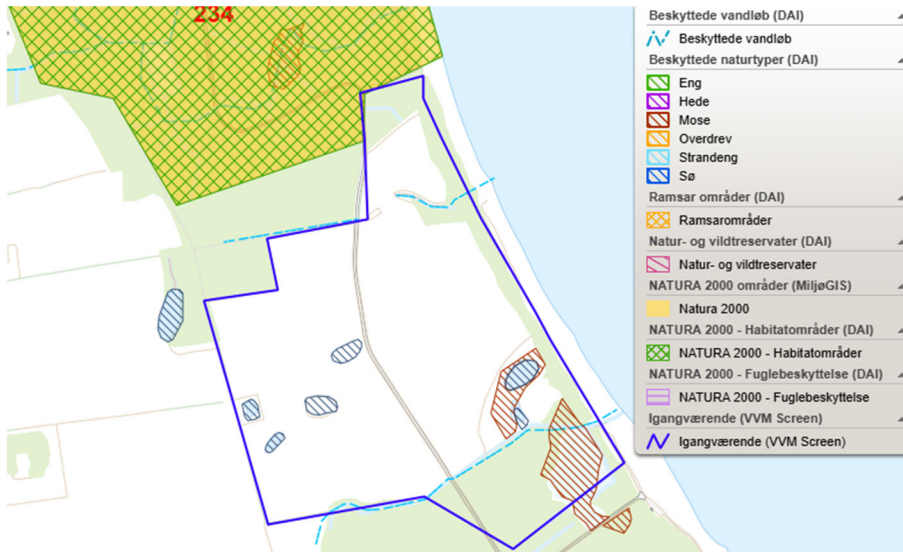 234
Beskyttede vandløb (DAI)
Beskyttede vandløb
Beskyttede naturtyper (DAI)
Eng
Hede
Mose
Overdrev
Strandeng
Sø
Ramsar områder (DAI)
Ramsarområder
Natur- og vildtreservater (DAI)
Natur- og vildtreservater
NATURA 2000 områder (MiljøGIS)
Natura 2000
NATURA 2000 - Habitatområder (DAI)
NATURA 2000 - Habitatområder
NATURA 2000 - Fuglebeskyttelse (DAI)
NATURA 2000 - Fuglebeskyttelse
Igangværende (VVM Screen)
Igangværende (VVM Screen)